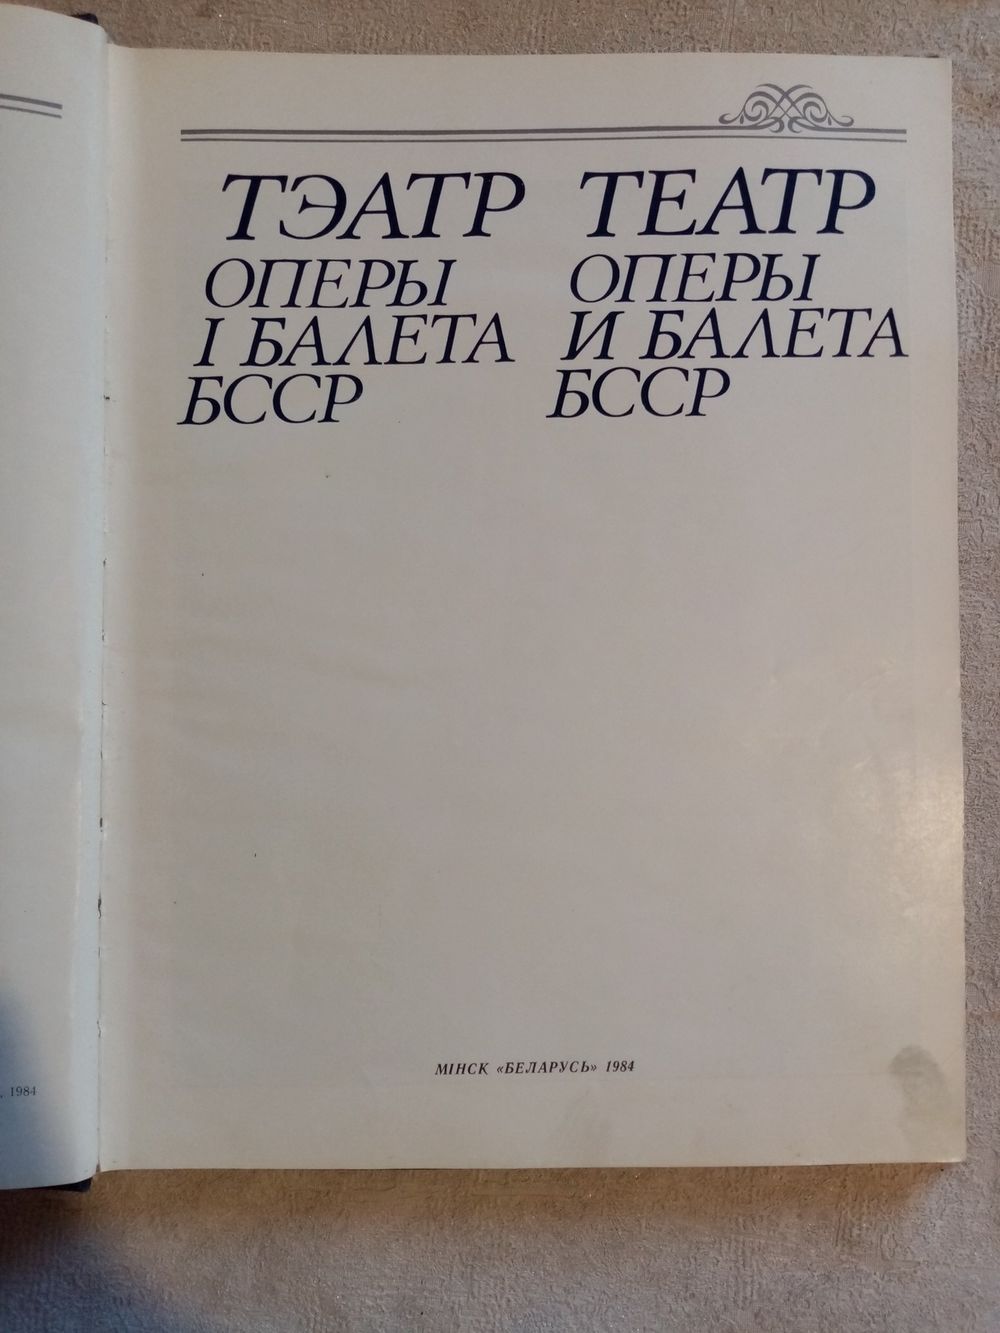 ТЭАТР
ОПЕРЫ
І БАЛЕТА
БССР
ТЕАТР
ОПЕРЫ
И БАЛЕТА
БССР
МІНСК «БЕЛАРУСЬ» 1984
, 1984